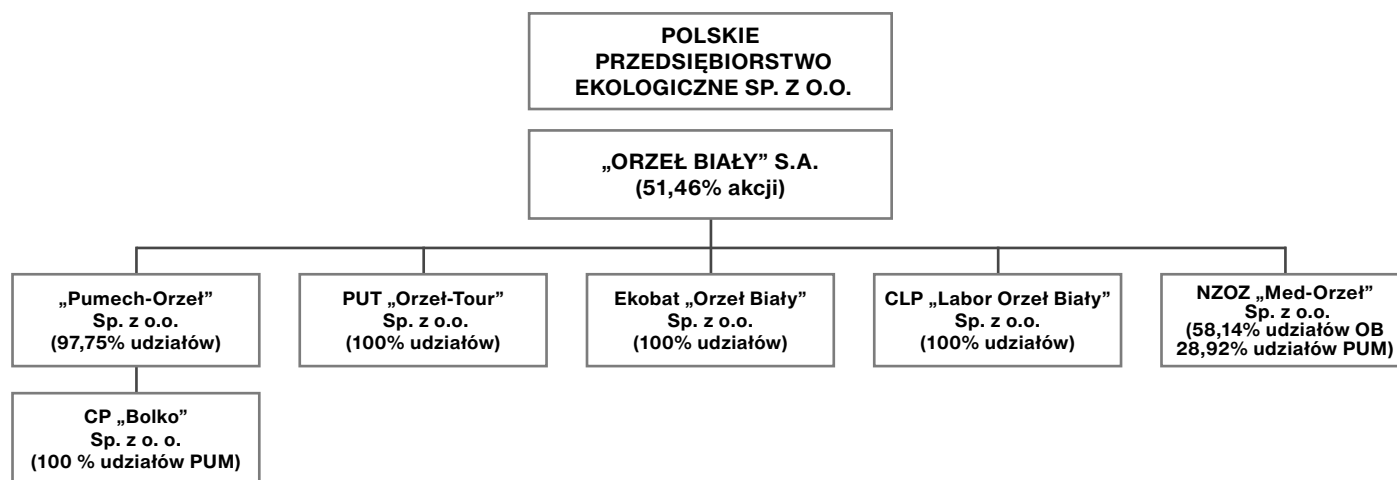 POLSKIE
PRZEDSIĘBIORSTWO
EKOLOGICZNE SP. Z O.O.
„ORZEŁ BIAŁY” S.A.
(51,46% akcji)
„Pumech-Orzeł”
Sp. z o.o.
(97,75% udziałów)
PUT „Orzeł-Tour”
Sp. z o.o.
(100% udziałów)
Ekobat „Orzeł Biały”
Sp. z o.o.
(100% udziałów)
CLP „Labor Orzeł Biały”
Sp. z o.o.
(100% udziałów)
NZOZ „Med-Orzeł”
Sp. z o.o.
(58,14% udziałów OB
28,92% udziałów PUM)
CP „Bolko”
Sp. z o. o.
(100 % udziałów PUM)